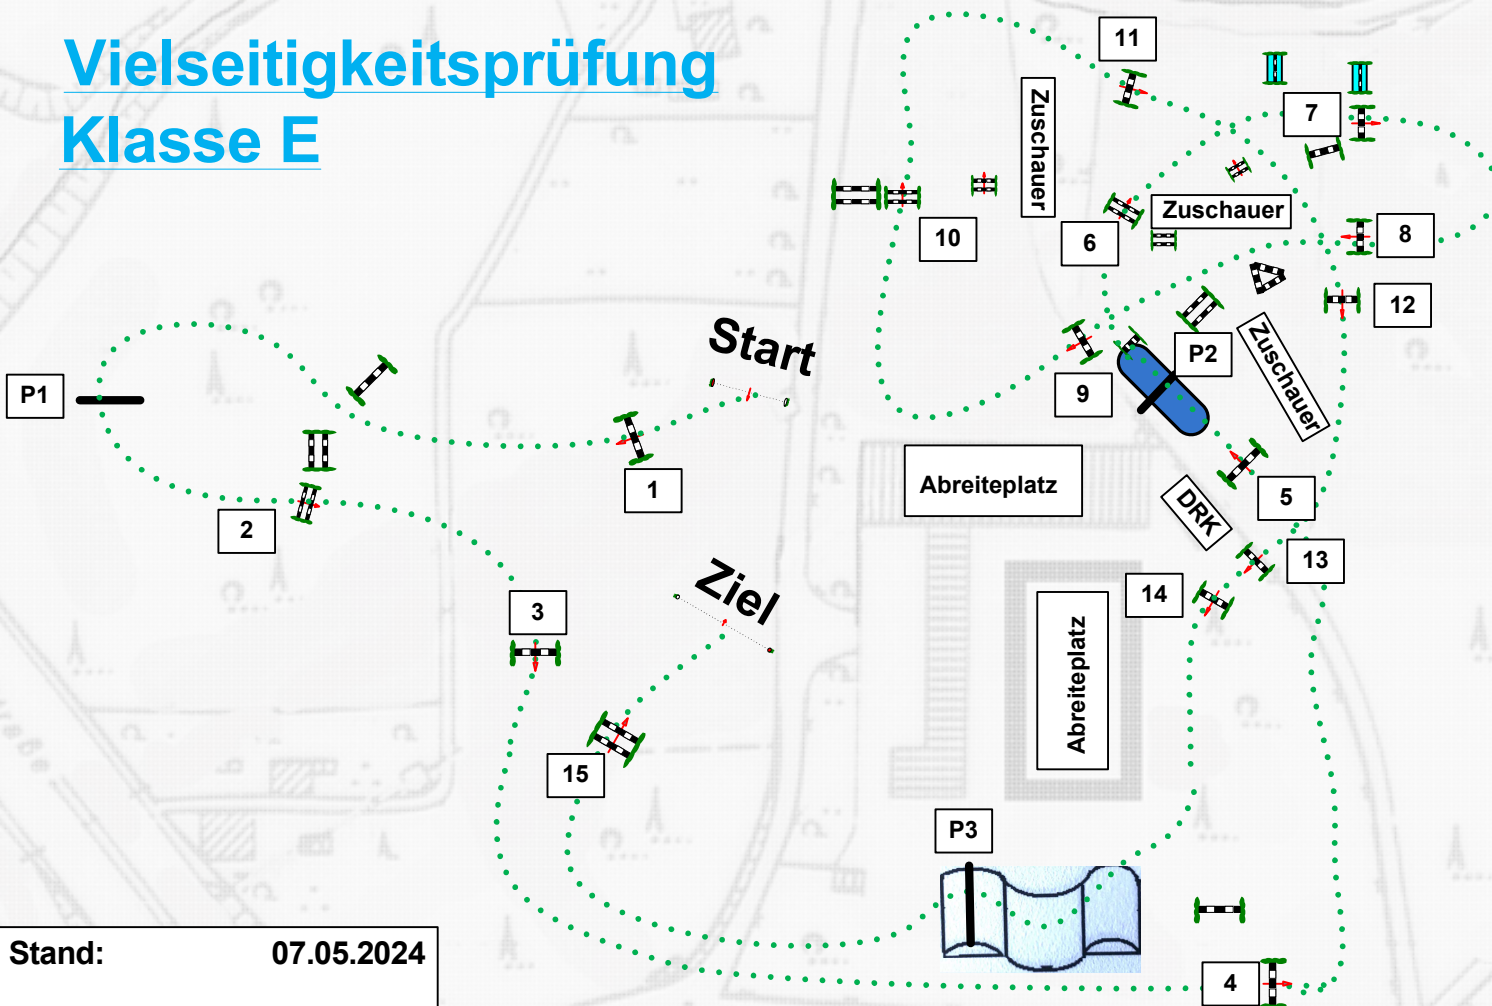 Vielseitigkeitsprüfung
Klasse E
11
Zuschauer
7
Zuschauer
6
10
8
12
Start
P1
P2
Zuschauer
9
1
Abreiteplatz
5
2
DRK
13
Ziel
3
14
Abreiteplatz
15
P3
Stand: 07.05.2024
4